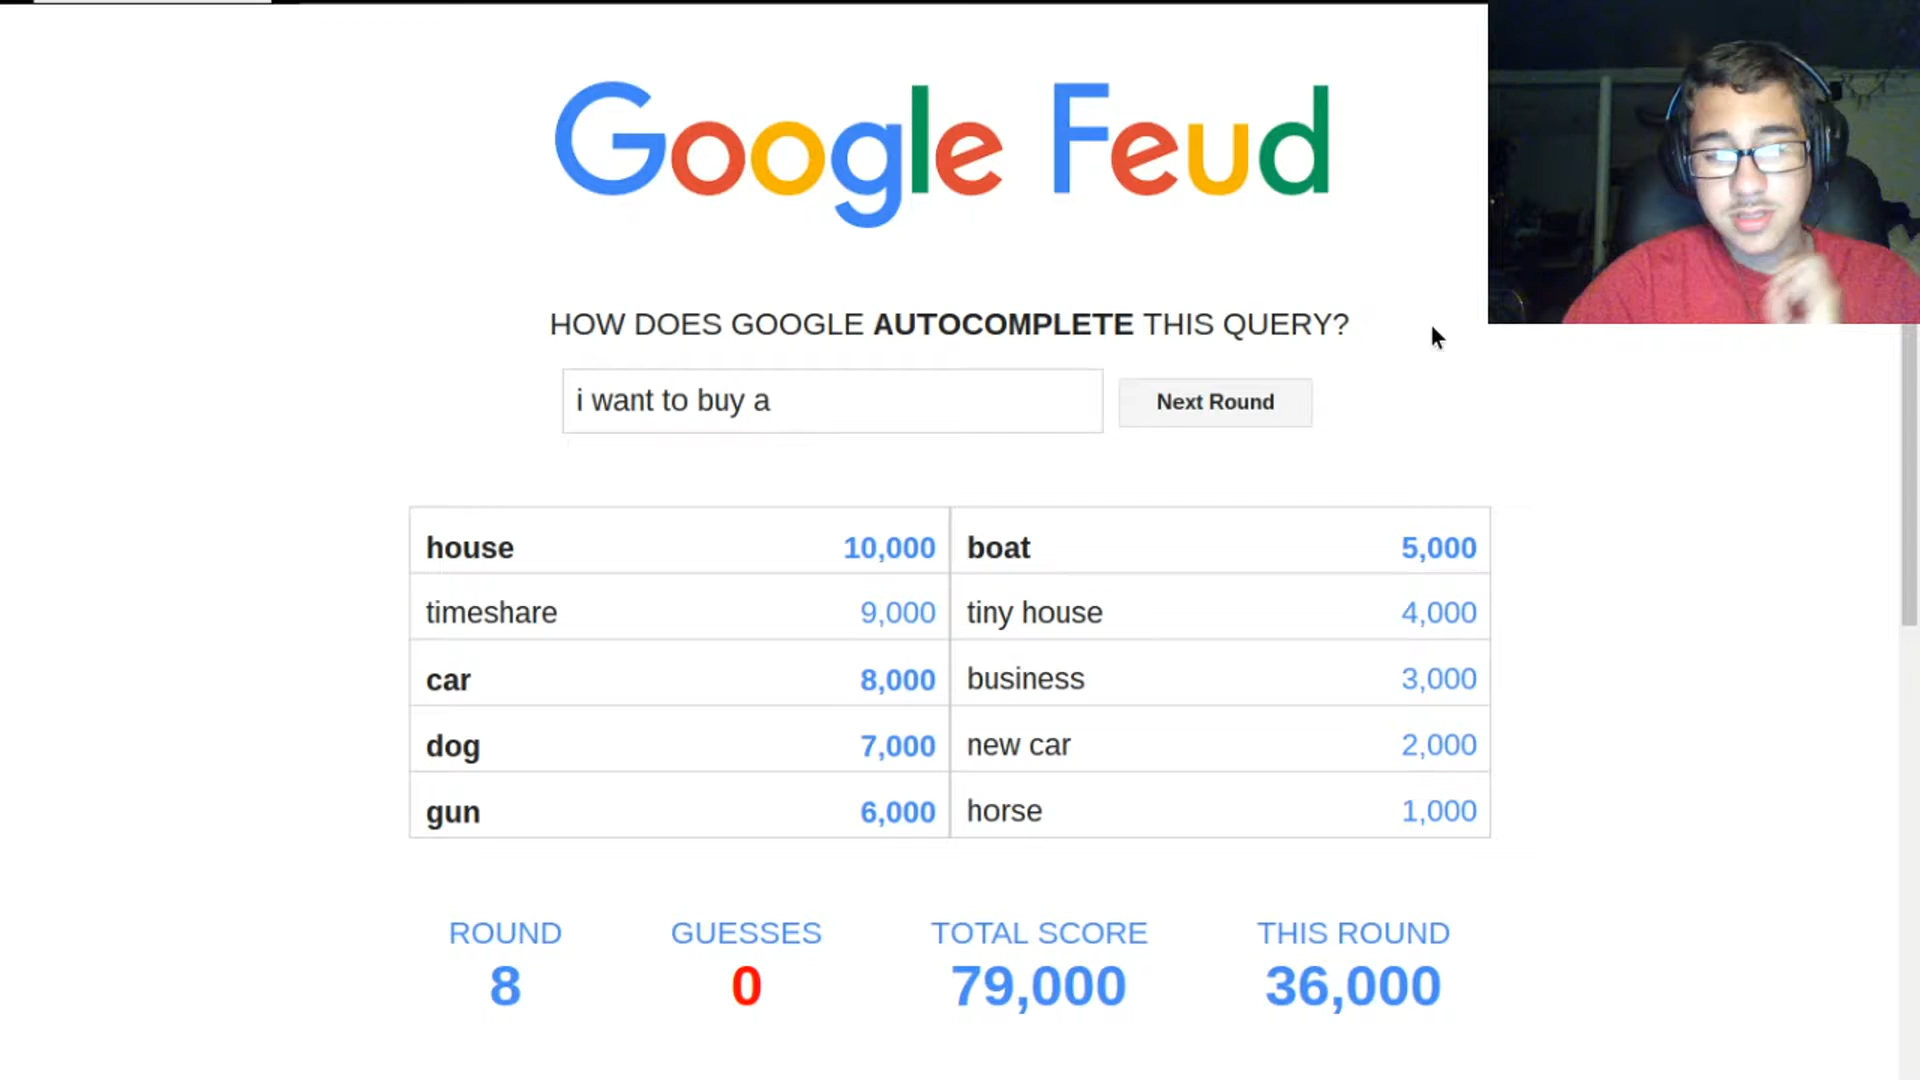 Google Feud
HOW DOES GOOGLE AUTOCOMPLETE THIS QUERY?
i want to buy a
Next Round
house 10,000 boat 5,000
timeshare 9,000 tiny house 4,000
car 8,000 business 3,000
dog 7,000 new car 2,000
gun 6,000 horse 1,000
ROUND GUESSES TOTAL SCORE THIS ROUND
8 0 79,000 36,000